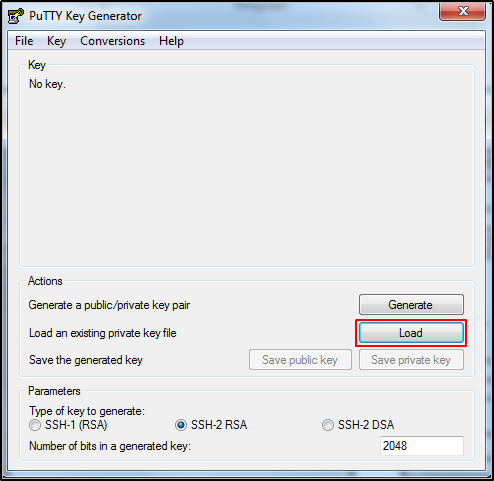 PuTTY Key Generator
File Key Conversions Help
Key
No key.
Actions
Generate a public/private key pair Generate
Load an existing private key file Load
Save the generated key Save public key Save private key
Parameters
Type of key to generate:
SSH-1 (RSA) SSH-2 RSA SSH-2 DSA
Number of bits in a generated key: 2048